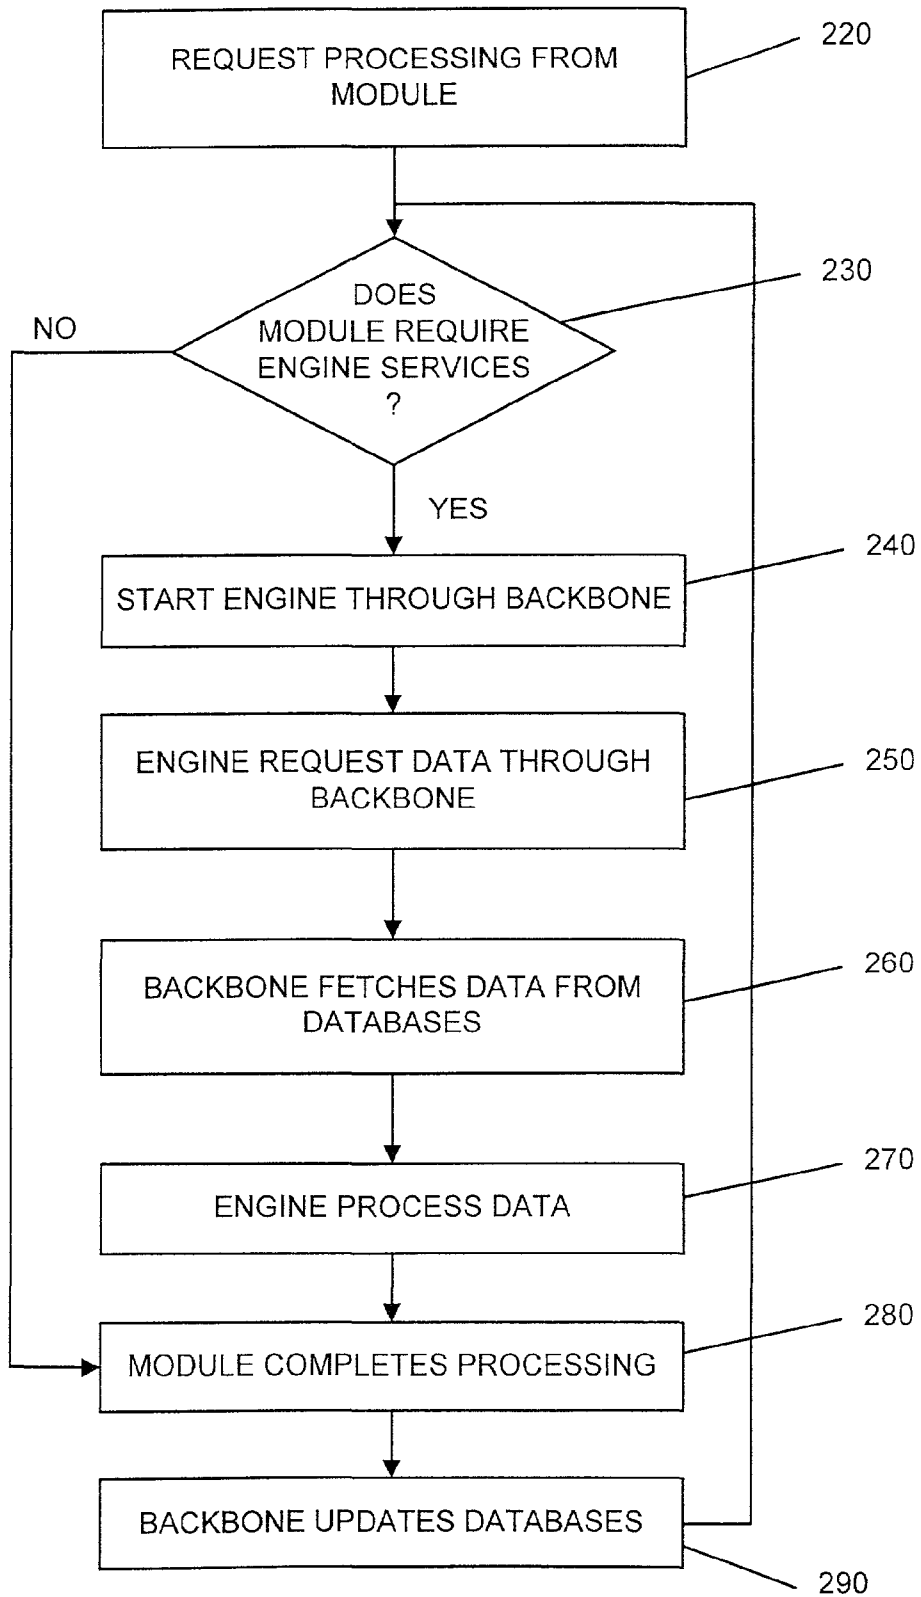 220
REQUEST PROCESSING FROM
MODULE
230
DOES
MODULE REQUIRE
ENGINE SERVICES
?
NO
YES
240
START ENGINE THROUGH BACKBONE
250
ENGINE REQUEST DATA THROUGH
BACKBONE
260
BACKBONE FETCHES DATA FROM
DATABASES
270
ENGINE PROCESS DATA
280
MODULE COMPLETES PROCESSING
BACKBONE UPDATES DATABASES
290